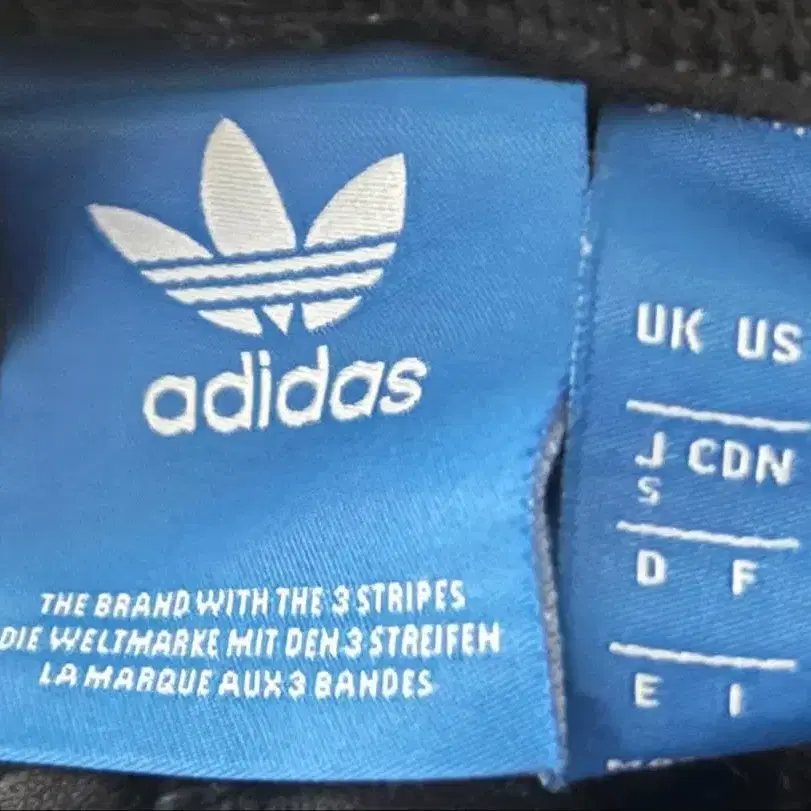 adidas
THE BRAND WITH THE 3 STRIPES
DIE WELTMARKE MIT DEN 3 STREIFEN
LA MARQUE AUX 3 BANDES
UK US
J CDN
S
D F
E I